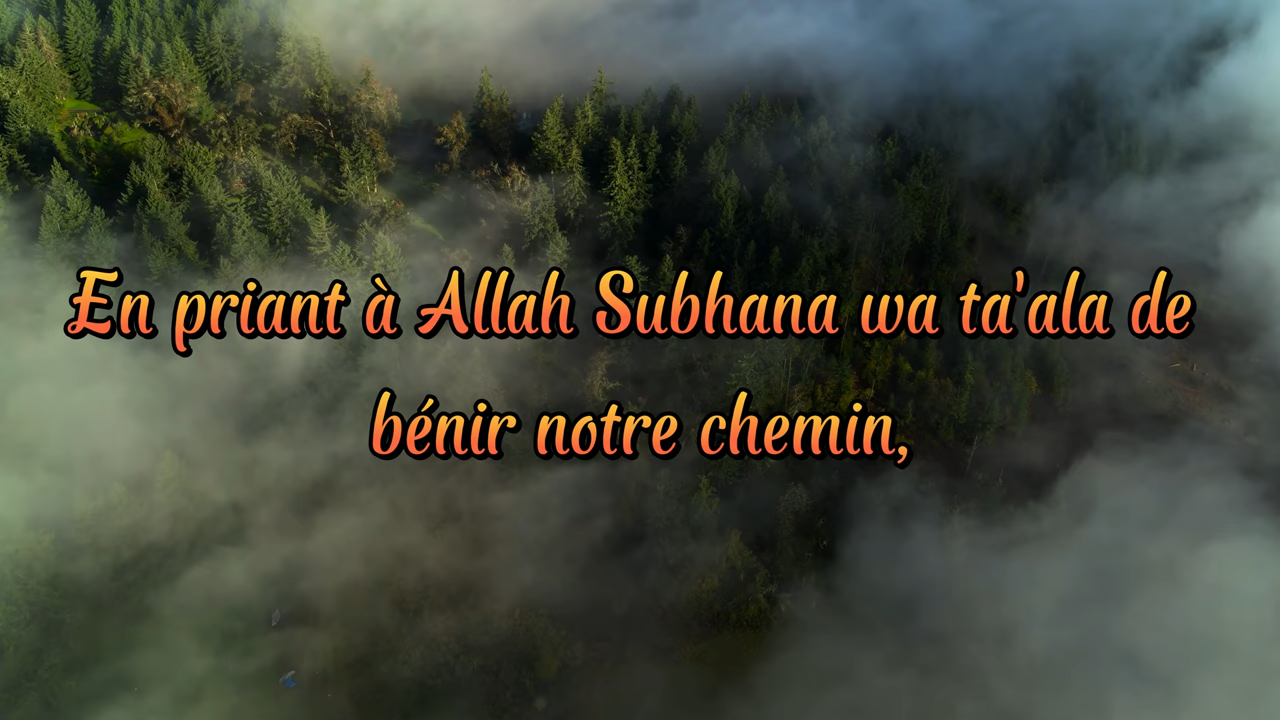 En priant à Allah Subhana wa ta'ala de
bénir notre chemin,